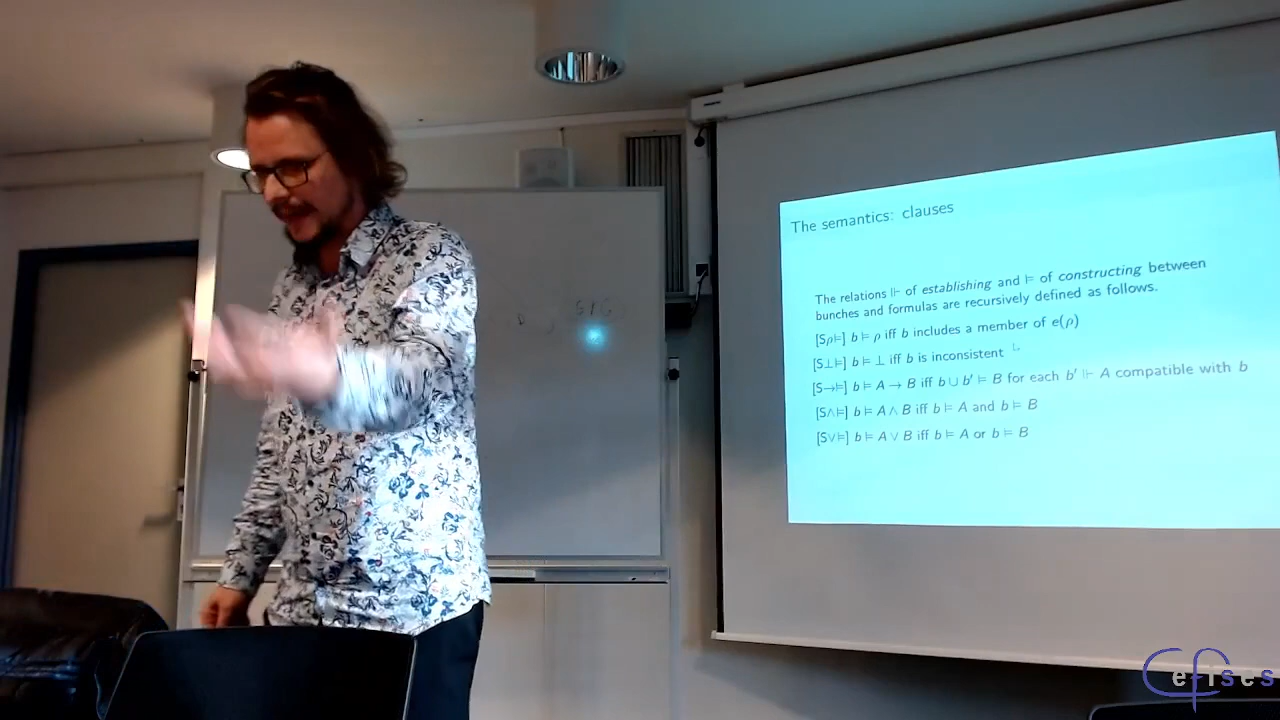 The semantics: clauses
The relations ⊩ of establishing and ⊨ of constructing between
bunches and formulas are recursively defined as follows.
[Sρ⊨] b ⊨ ρ iff b includes a member of e(ρ)
[S⊥⊨] b ⊨ ⊥ iff b is inconsistent
[S→⊨] b ⊨ A → B iff b ∪ b′ ⊨ B for each b′ ⊩ A compatible with b
[S∧⊨] b ⊨ A ∧ B iff b ⊨ A and b ⊨ B
[S∨⊨] b ⊨ A ∨ B iff b ⊨ A or b ⊨ B
Cefises